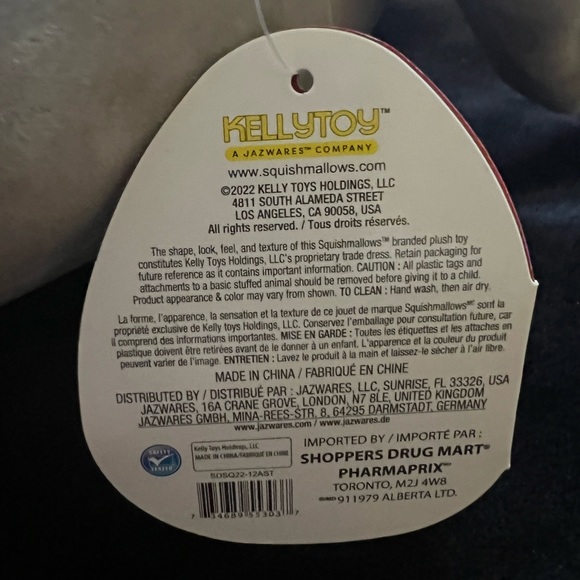 KELLYTOY™
A JAZWARES™ COMPANY
www.squishmallows.com
©2022 KELLY TOYS HOLDINGS, LLC
4811 SOUTH ALAMEDA STREET
LOS ANGELES, CA 90058, USA
All rights reserved. / Tous droits réservés.
The shape, look, feel, and texture of this Squishmallows™ branded plush toy
constitutes Kelly Toys Holdings, LLC's proprietary trade dress. Retain packaging for
future reference as it contains important information. CAUTION : All plastic tags and
attachments to a basic stuffed animal should be removed before giving it to a child.
Product appearance & color may vary from shown. TO CLEAN : Hand wash, then air dry.
La forme, l'apparence, la sensation et la texture de ce jouet de marque Squishmallowsᴹᶜ sont la
propriété exclusive de Kelly toys Holdings, LLC. Conservez l'emballage pour consultation future, car
il comprend des informations importantes. MISE EN GARDE : Toutes les étiquettes et les attaches en
plastique doivent être retirées avant de le donner à un enfant. L'apparence et la couleur du produit
peuvent varier de l'image. ENTRETIEN : Lavez le produit à la main et laissez-le sécher à l'air libre.
MADE IN CHINA / FABRIQUÉ EN CHINE
DISTRIBUTED BY / DISTRIBUÉ PAR : JAZWARES, LLC, SUNRISE, FL 33326, USA
JAZWARES, 16A CRANE GROVE, LONDON, N7 8LE, UNITED KINGDOM
JAZWARES GMBH, MINA-REES-STR, 8, 64295 DARMSTADT, GERMANY
www.jazwares.com / www.jazwares.de
SAFETY TESTED
Kelly Toys Holdings, LLC
MADE IN CHINA/FABRIQUÉ EN CHINE
SDSQ22-12AST
7 34689 55303 7
IMPORTED BY / IMPORTÉ PAR :
SHOPPERS DRUG MART®
PHARMAPRIX
TORONTO, M2J 4W8
911979 ALBERTA LTD.